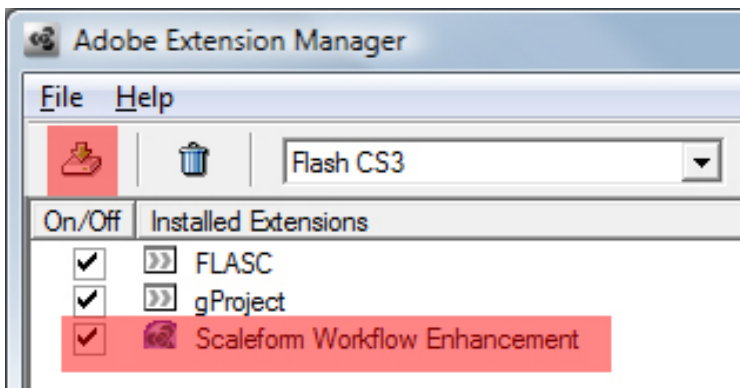 Adobe Extension Manager
File Help
Flash CS3
On/Off Installed Extensions
FLASC
gProject
Scaleform Workflow Enhancement